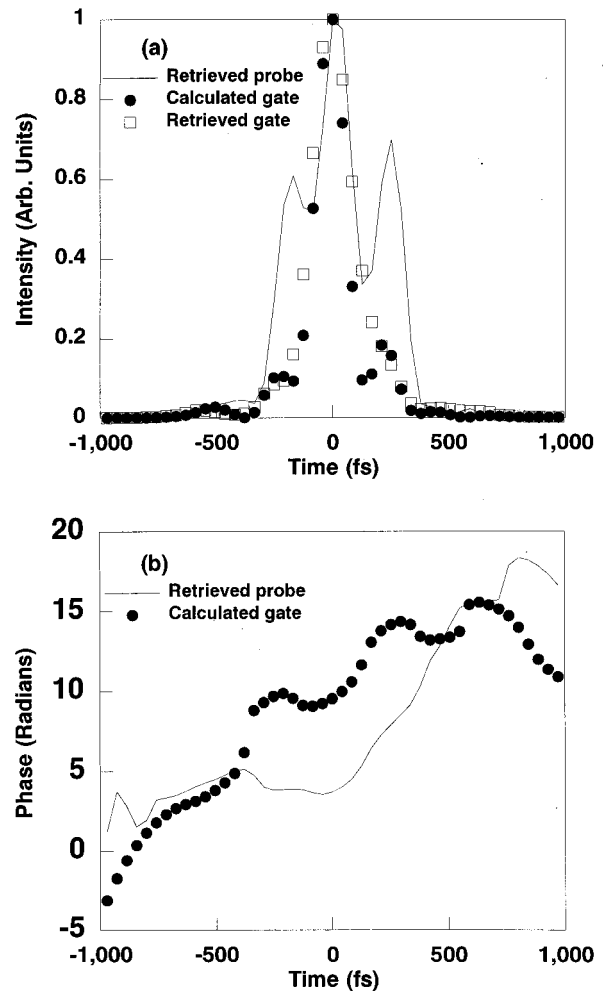 (a)
Retrieved probe
Calculated gate
Retrieved gate
Intensity (Arb. Units)
1
0.8
0.6
0.4
0.2
0
-1,000
-500
0
500
1,000
Time (fs)
(b)
Retrieved probe
Calculated gate
Phase (Radians)
20
15
10
5
0
-5
-1,000
-500
0
500
1,000
Time (fs)